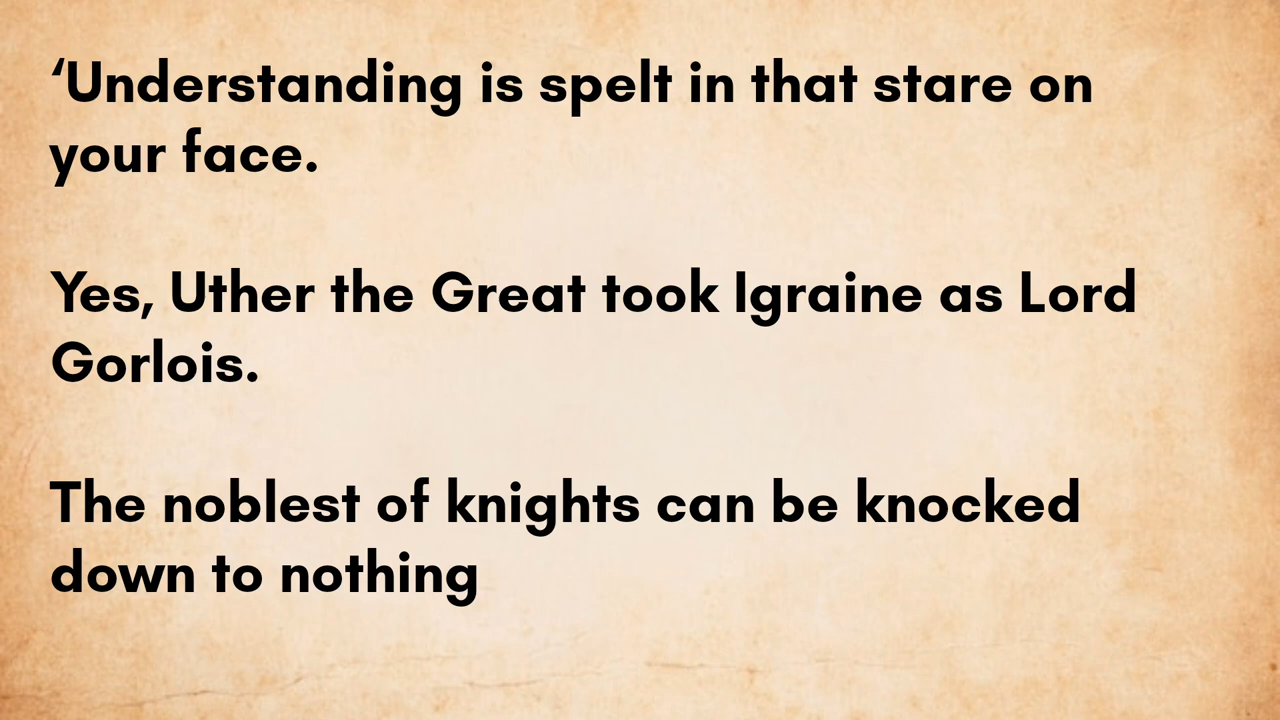 ‘Understanding is spelt in that stare on
your face.
Yes, Uther the Great took Igraine as Lord
Gorlois.
The noblest of knights can be knocked
down to nothing